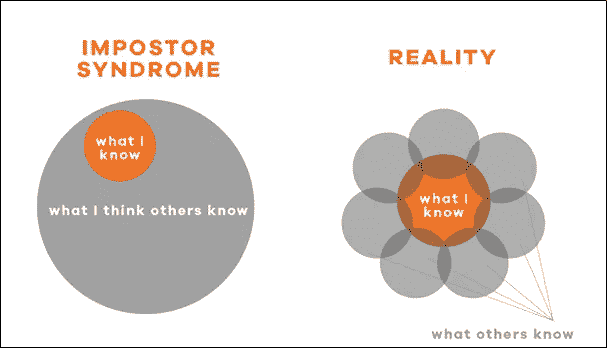 IMPOSTOR
SYNDROME
what I
know
what I think others know
REALITY
what I
know
what others know